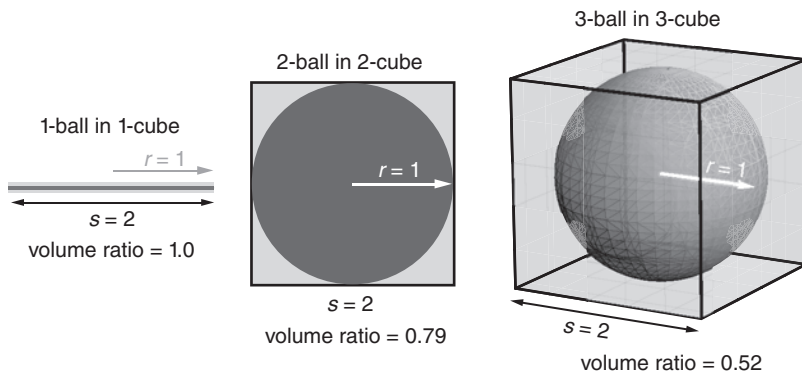 1-ball in 1-cube
r = 1
s = 2
volume ratio = 1.0
2-ball in 2-cube
r = 1
s = 2
volume ratio = 0.79
3-ball in 3-cube
r = 1
s = 2
volume ratio = 0.52